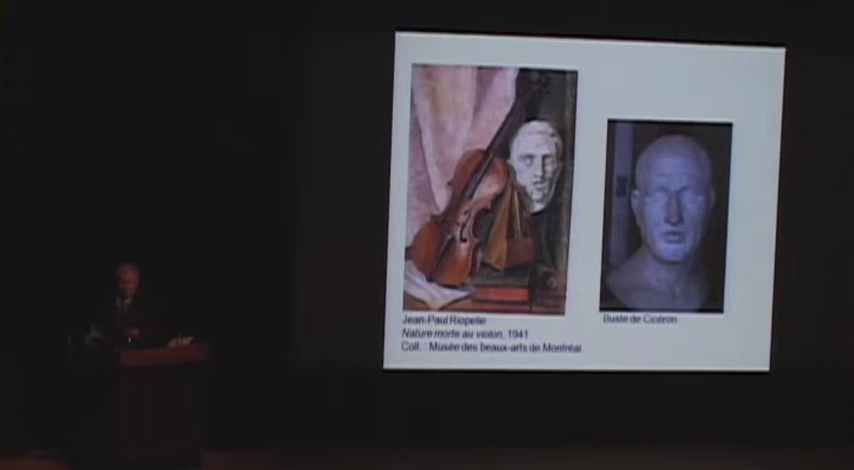 Jean-Paul Riopelle
Nature morte au violon, 1941
Coll. : Musée des beaux-arts de Montréal
Buste de Cicéron